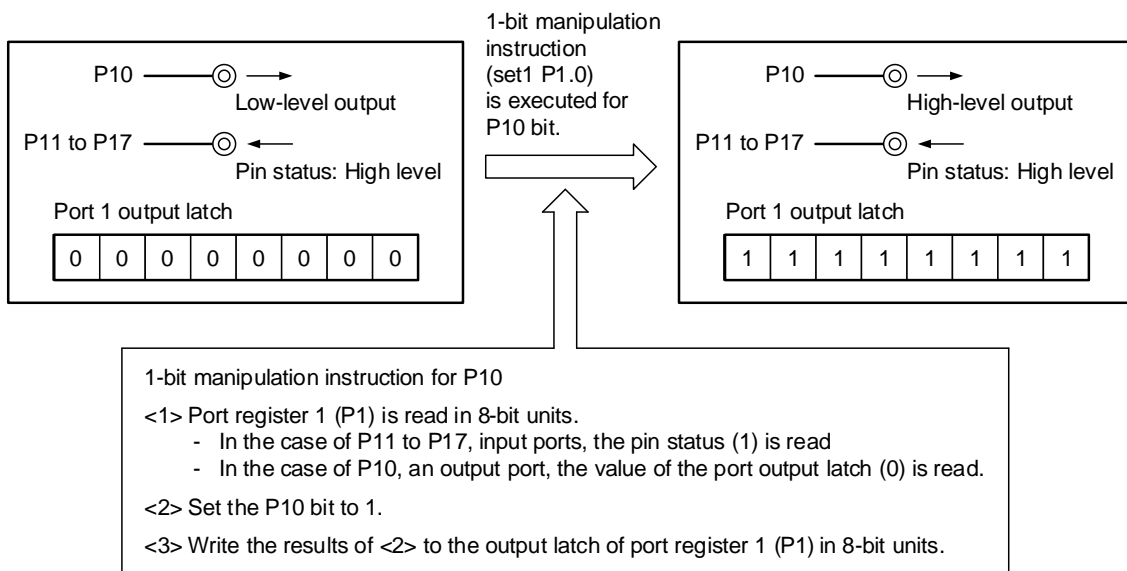 1-bit manipulation
instruction
(set1 P1.0)
is executed for
P10 bit.
P10
Low-level output
P11 to P17
Pin status: High level
Port 1 output latch
0 0 0 0 0 0 0 0
P10
High-level output
P11 to P17
Pin status: High level
Port 1 output latch
1 1 1 1 1 1 1 1
1-bit manipulation instruction for P10
<1> Port register 1 (P1) is read in 8-bit units.
- In the case of P11 to P17, input ports, the pin status (1) is read
- In the case of P10, an output port, the value of the port output latch (0) is read.
<2> Set the P10 bit to 1.
<3> Write the results of <2> to the output latch of port register 1 (P1) in 8-bit units.